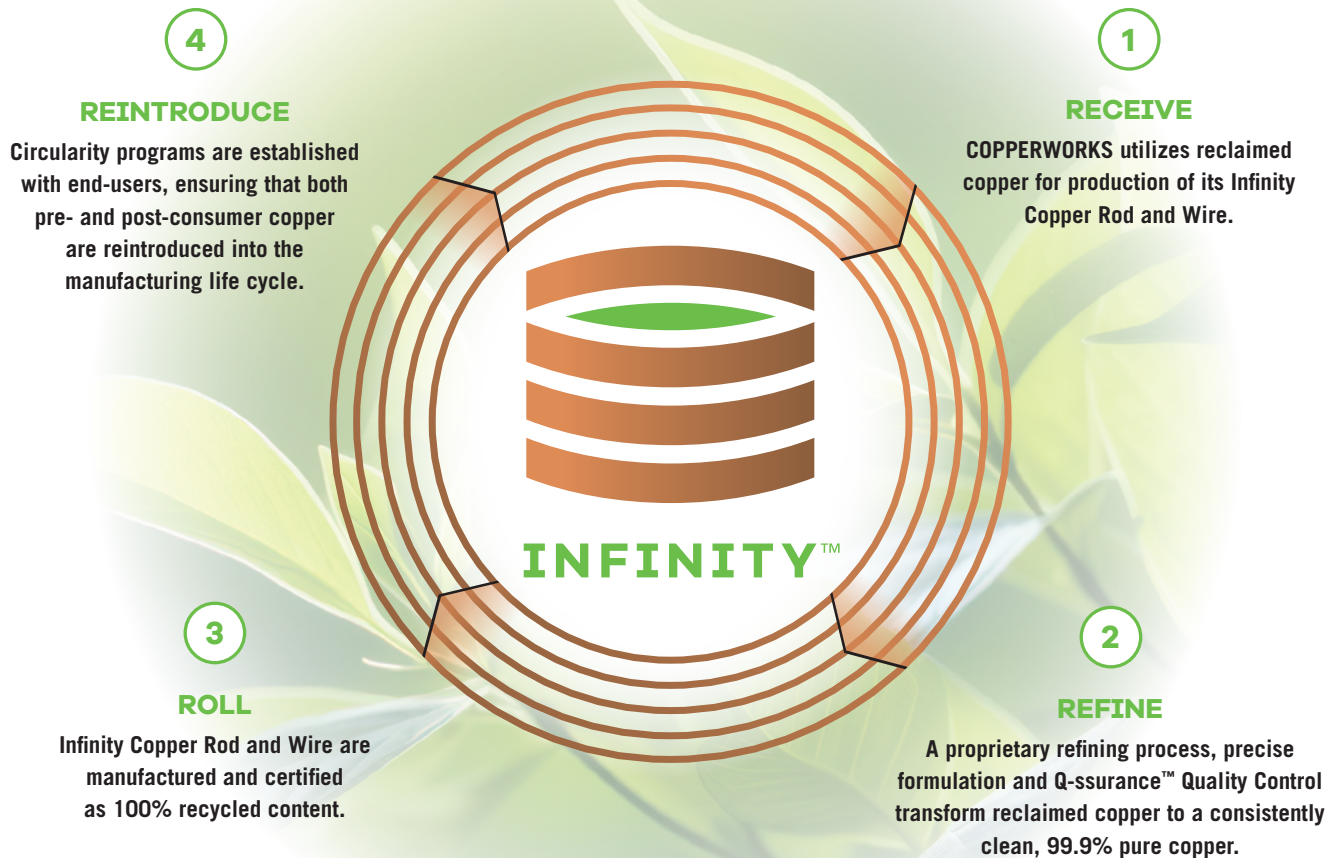 1
RECEIVE
COPPERWORKS utilizes reclaimed
copper for production of its Infinity
Copper Rod and Wire.
2
REFINE
A proprietary refining process, precise
formulation and Q-ssurance™ Quality Control
transform reclaimed copper to a consistently
clean, 99.9% pure copper.
3
ROLL
Infinity Copper Rod and Wire are
manufactured and certified
as 100% recycled content.
4
REINTRODUCE
Circularity programs are established
with end-users, ensuring that both
pre- and post-consumer copper
are reintroduced into the
manufacturing life cycle.
INFINITY™